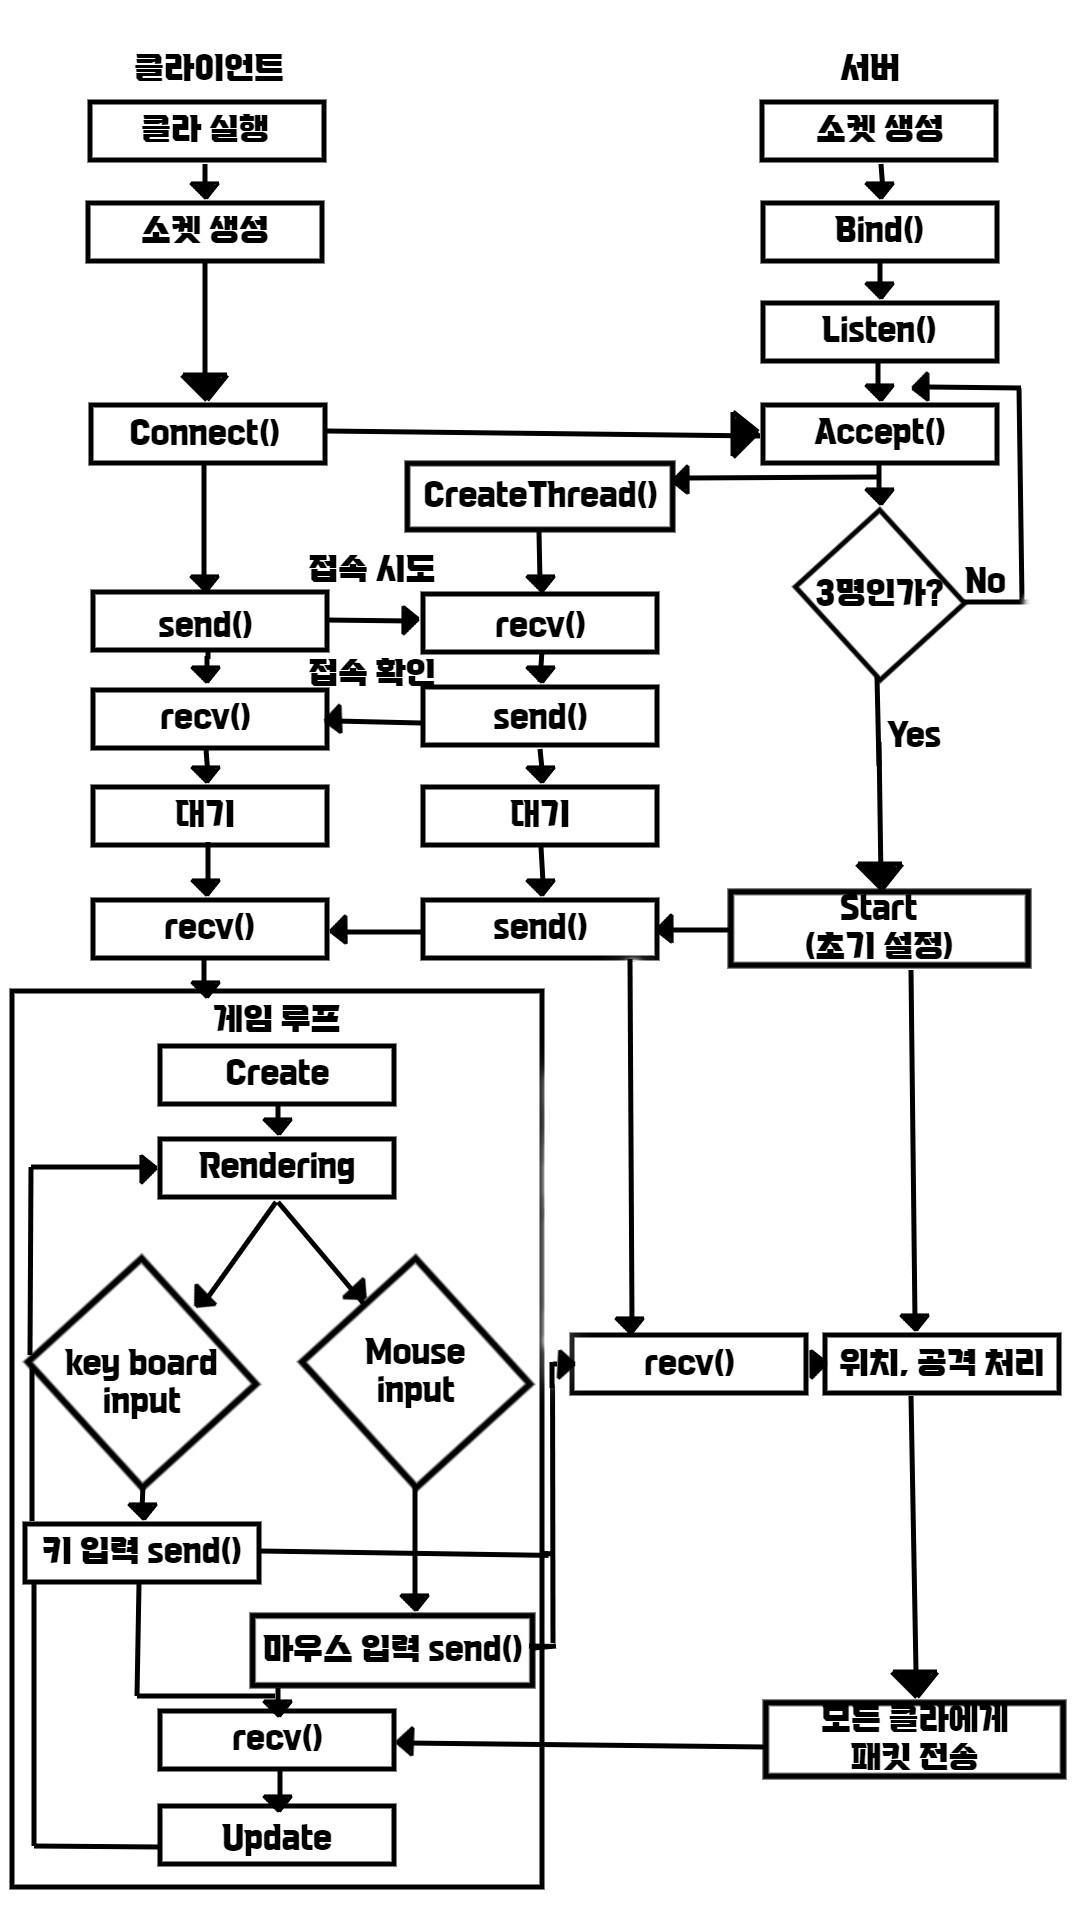 클라이언트
서버
클라 실행
소켓 생성
소켓 생성
Bind()
Listen()
Connect()
Accept()
CreateThread()
접속 시도
3명인가?
No
send()
recv()
접속 확인
recv()
send()
Yes
대기
대기
recv()
send()
Start
(초기 설정)
게임 루프
Create
Rendering
key board
input
Mouse
input
recv()
위치, 공격 처리
키 입력 send()
마우스 입력 send()
recv()
모든 클라에게
패킷 전송
Update